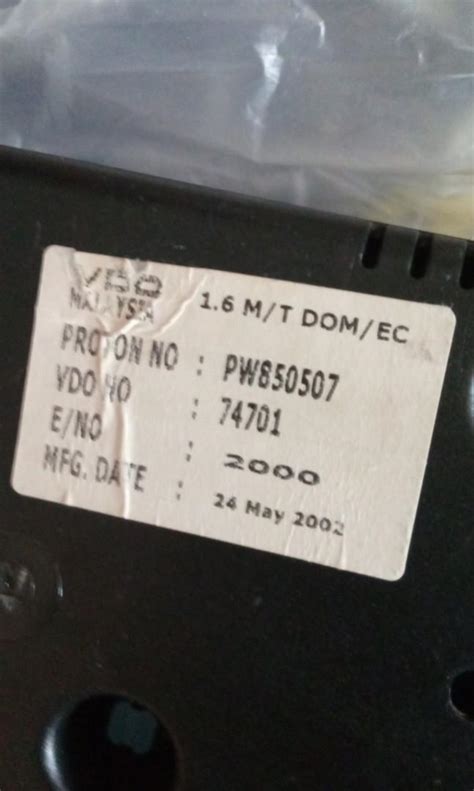 VDO
MALAYSIA
1.6 M/T DOM/EC
PROTON NO : PW850507
VDO NO : 74701
E/NO : 2000
MFG. DATE : 24 May 2002